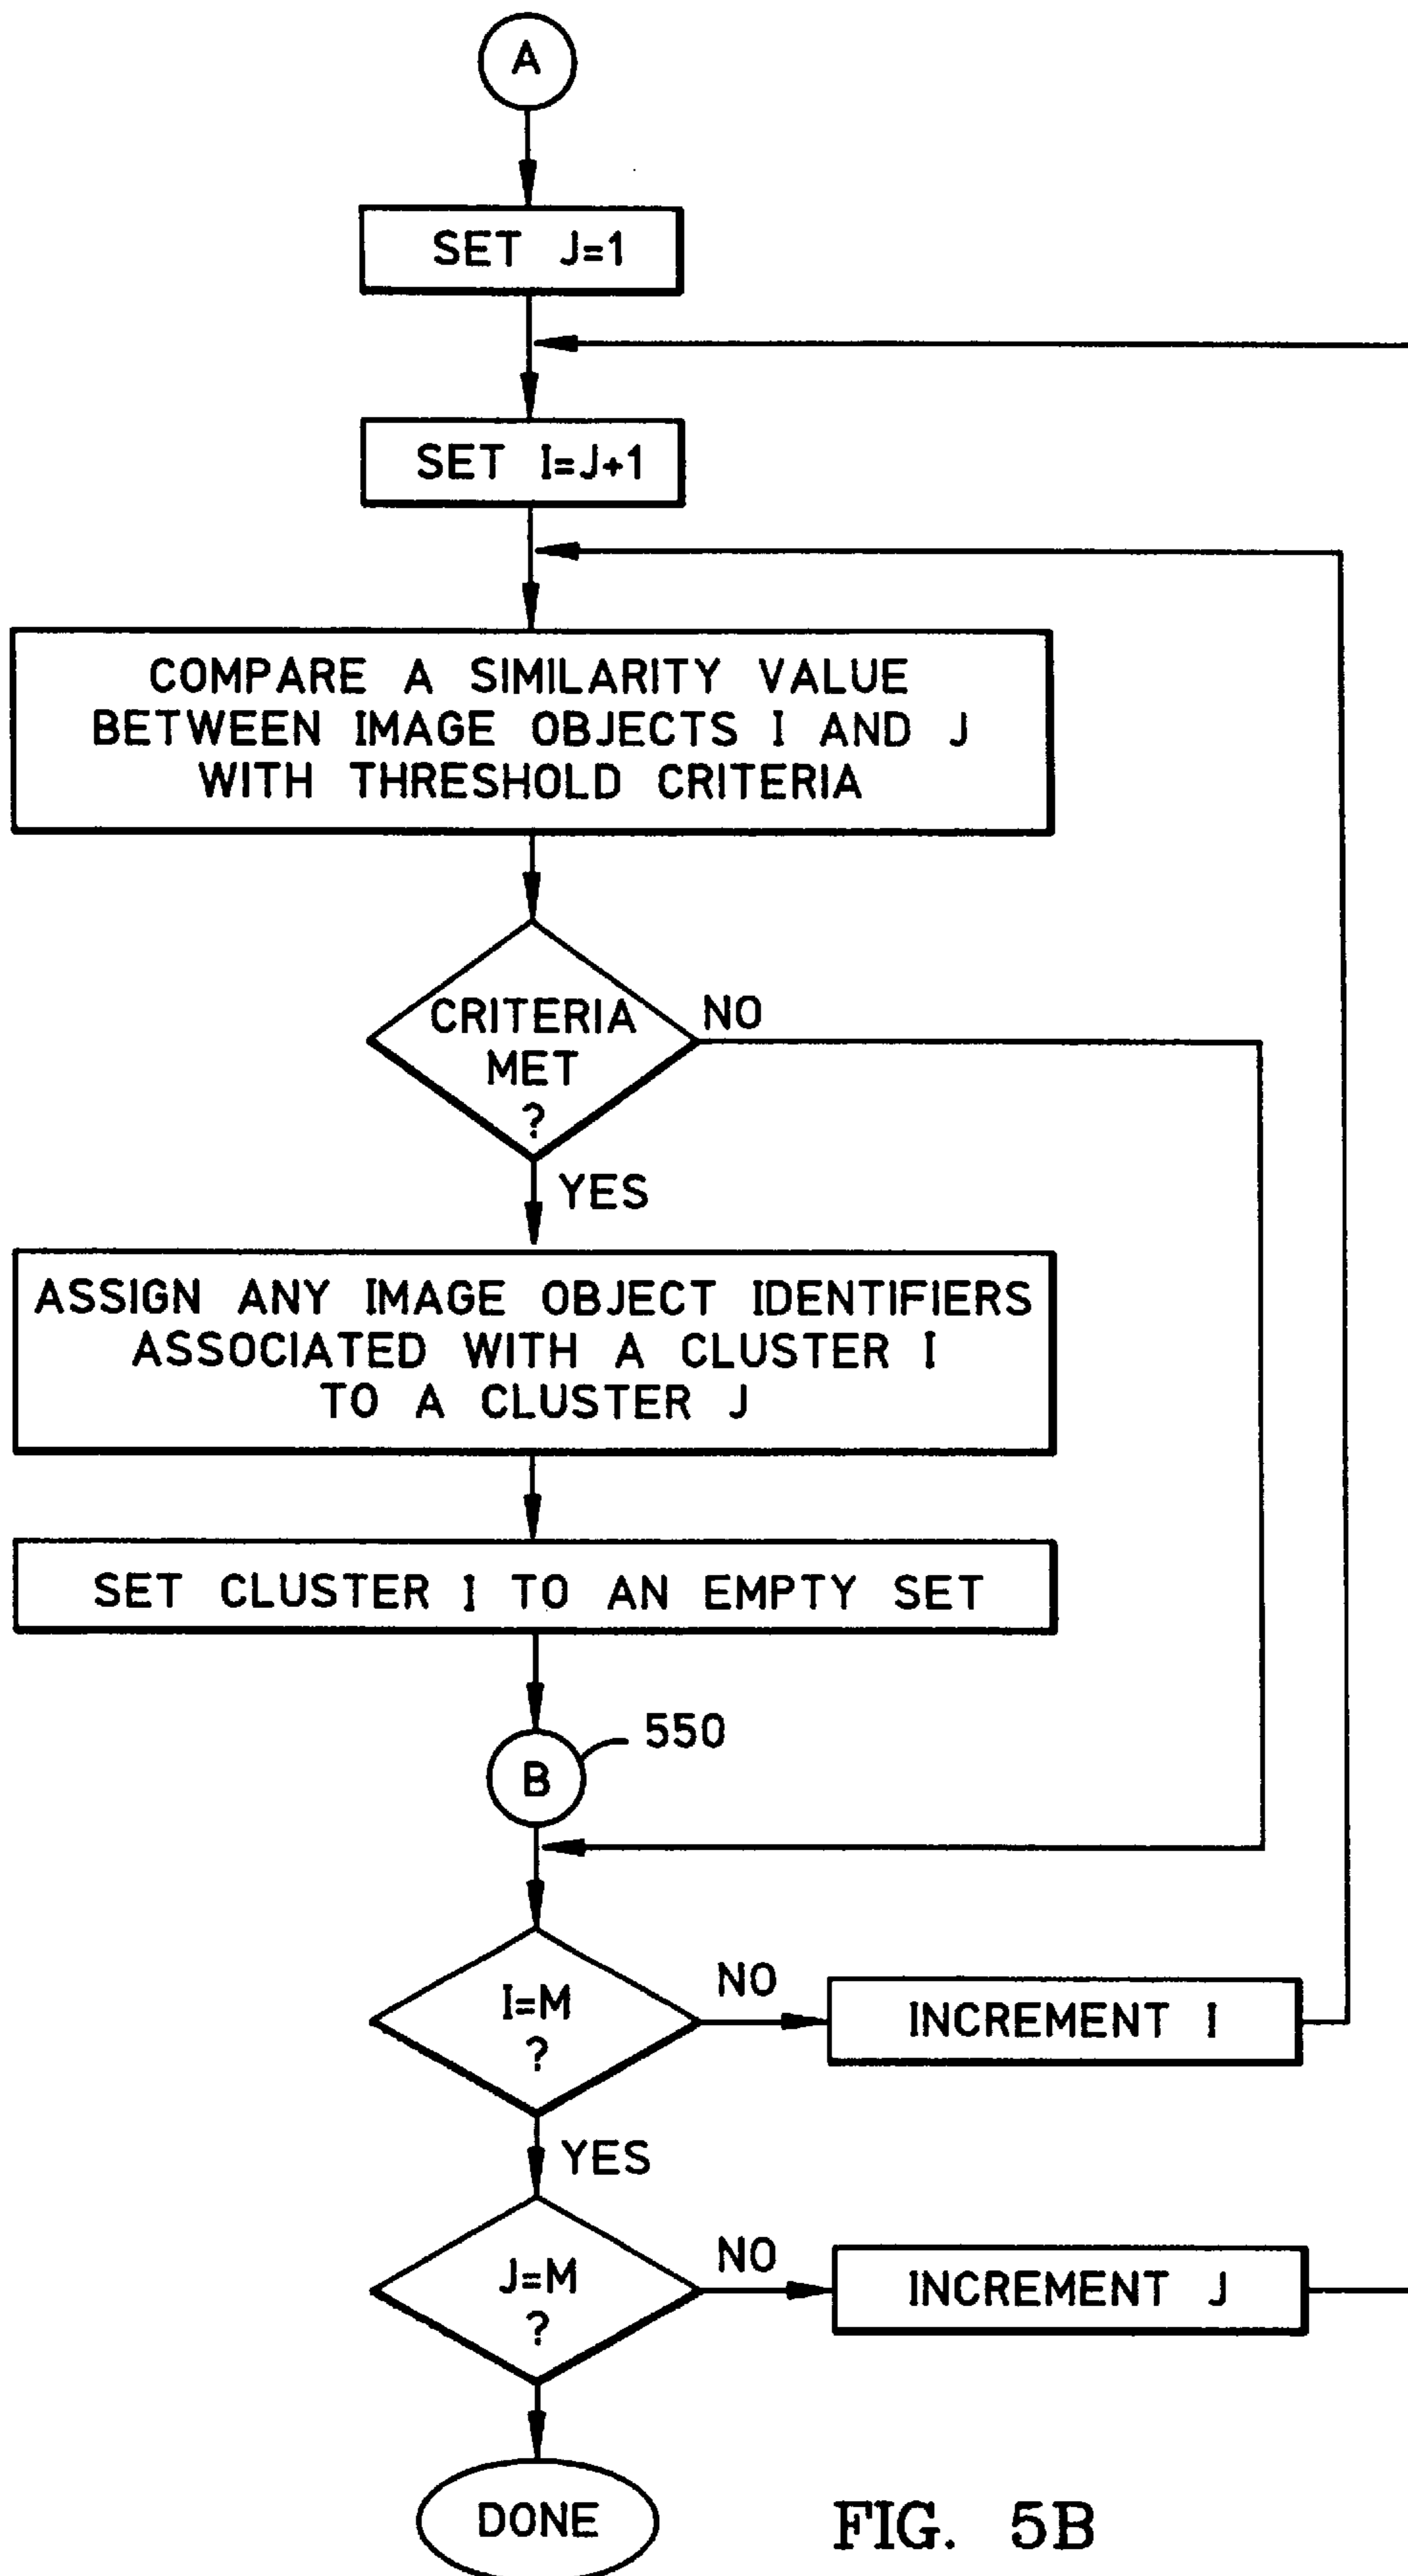 A
SET J=1
SET I=J+1
COMPARE A SIMILARITY VALUE
BETWEEN IMAGE OBJECTS I AND J
WITH THRESHOLD CRITERIA
CRITERIA
MET
?
NO
YES
ASSIGN ANY IMAGE OBJECT IDENTIFIERS
ASSOCIATED WITH A CLUSTER I
TO A CLUSTER J
SET CLUSTER I TO AN EMPTY SET
550
B
I=M
?
NO
INCREMENT I
YES
J=M
?
NO
INCREMENT J
DONE
FIG. 5B